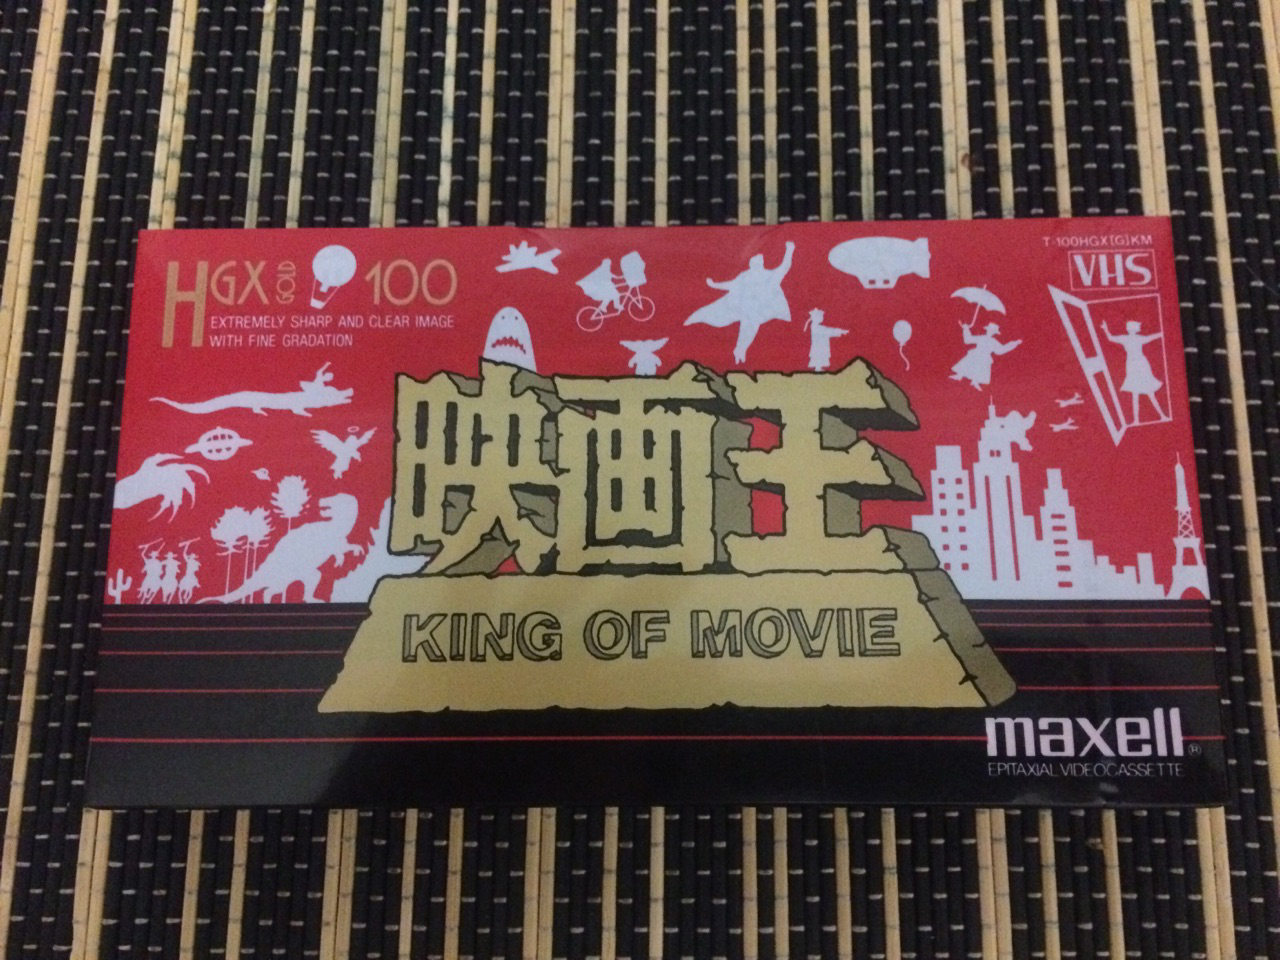 HGX GOLD 100
EXTREMELY SHARP AND CLEAR IMAGE
WITH FINE GRADATION
T-100HGX(G)KM
VHS
映画王
KING OF MOVIE
maxell ®
EPITAXIAL VIDEOCASSETTE